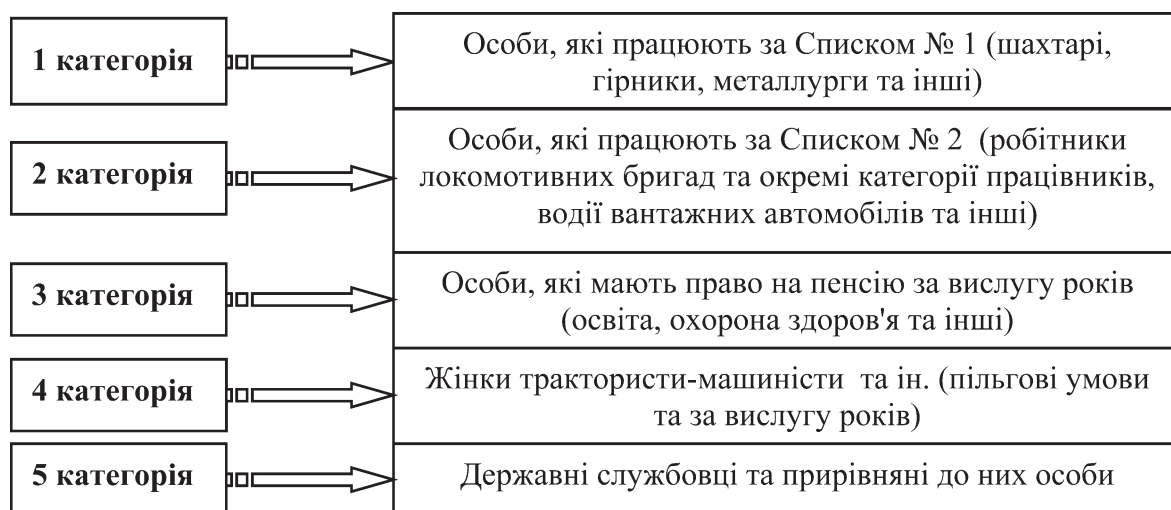 1 категорія
Особи, які працюють за Списком № 1 (шахтарі,
гірники, металлурги та інші)
2 категорія
Особи, які працюють за Списком № 2 (робітники
локомотивних бригад та окремі категорії працівників,
водії вантажних автомобілів та інші)
3 категорія
Особи, які мають право на пенсію за вислугу років
(освіта, охорона здоров'я та інші)
4 категорія
Жінки трактористи-машиністи та ін. (пільгові умови
та за вислугу років)
5 категорія
Державні службовці та прирівняні до них особи